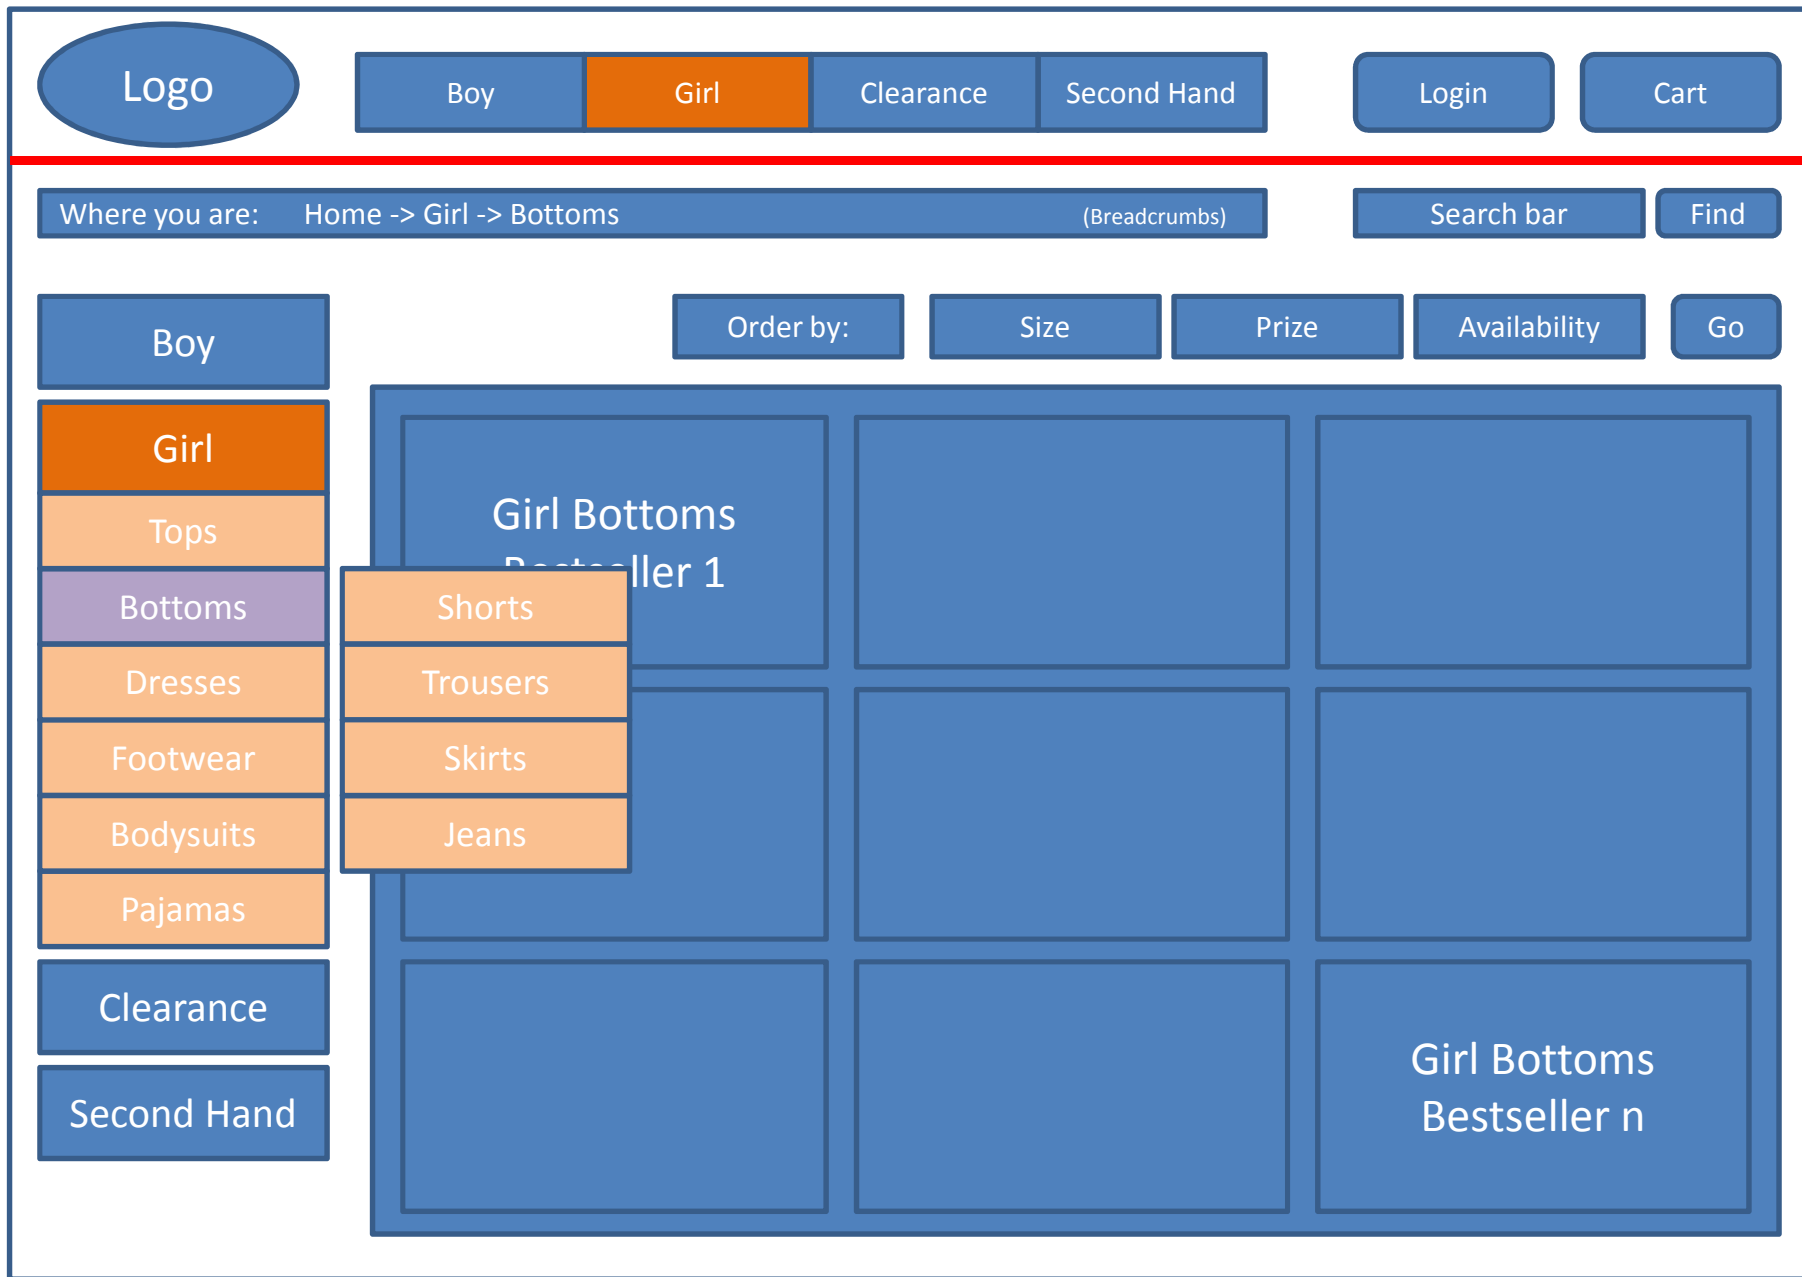 Logo
Boy
Girl
Clearance
Second Hand
Login
Cart
Where you are: Home -> Girl -> Bottoms (Breadcrumbs)
Search bar
Find
Order by:
Size
Prize
Availability
Go
Boy
Girl
Tops
Bottoms
Dresses
Footwear
Bodysuits
Pajamas
Clearance
Second Hand
Shorts
Trousers
Skirts
Jeans
Girl Bottoms
Bestseller 1
Girl Bottoms
Bestseller n